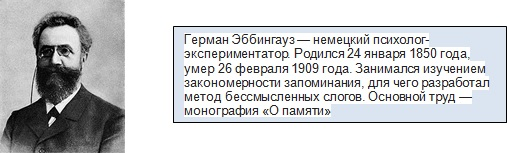 Герман Эббингауз — немецкий психолог-
экспериментатор. Родился 24 января 1850 года,
умер 26 февраля 1909 года. Занимался изучением
закономерности запоминания, для чего разработал
метод бессмысленных слогов. Основной труд —
монография «О памяти»